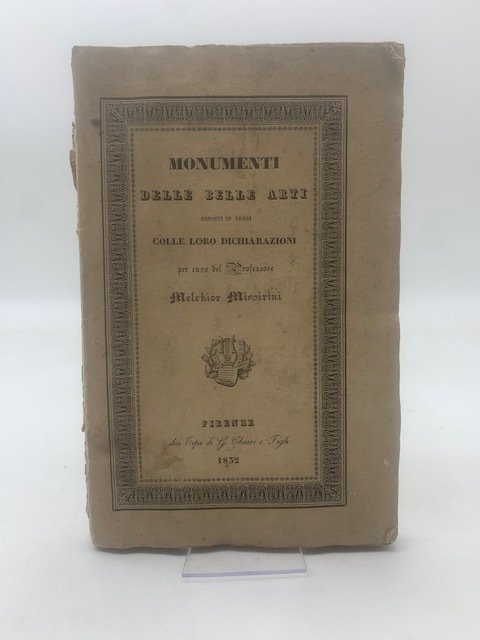 MONUMENTI
DELLE BELLE ARTI
ESPOSTI IN VERSI
COLLE LORO DICHIARAZIONI
per cura del Professore
Melchior Missirini
FIRENZE
dai Tipi di G. Chiari e Figli
1832